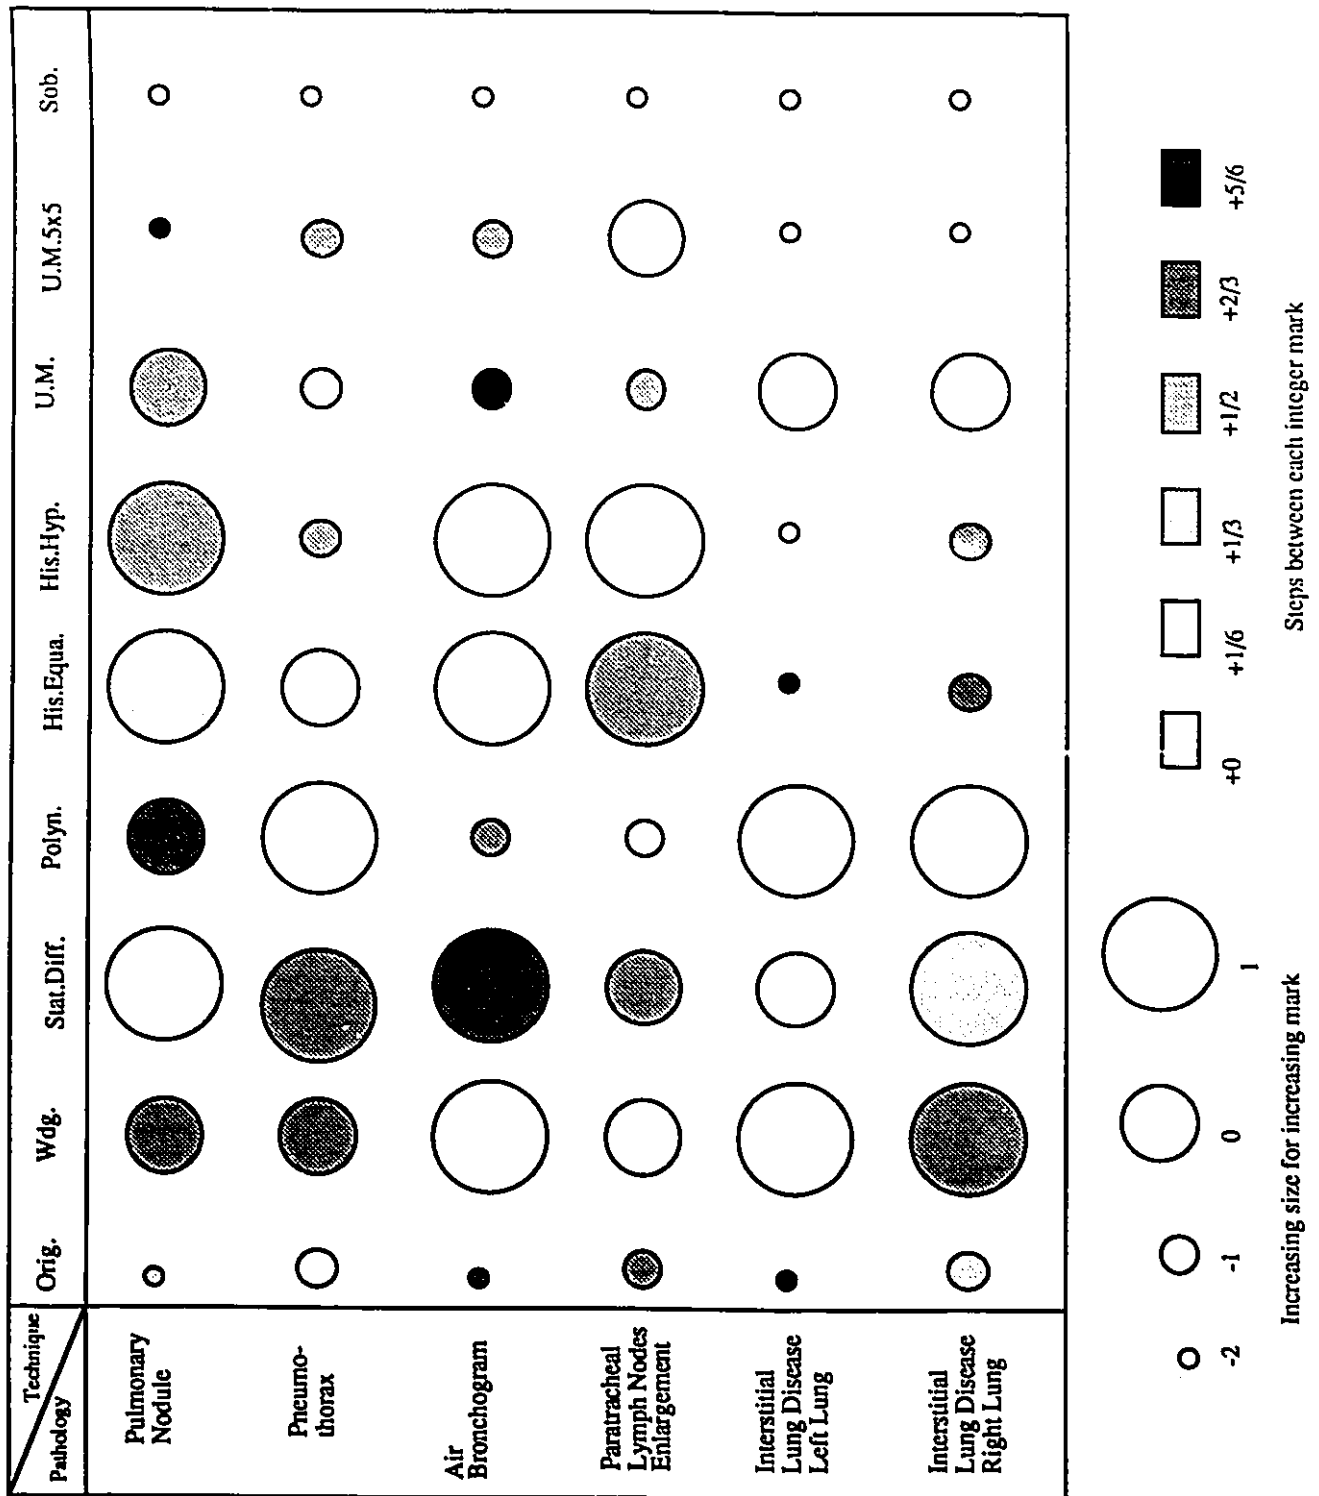 Technique
Pathology
Orig.
Wdg.
Stat.Diff.
Polyn.
His.Equa.
His.Hyp.
U.M.
U.M.5x5
Sob.
Pulmonary
Nodule
Pneumo-
thorax
Air
Bronchogram
Paratracheal
Lymph Nodes
Enlargement
Interstitial
Lung Disease
Left Lung
Interstitial
Lung Disease
Right Lung
-2
-1
0
1
Increasing size for increasing mark
+0
+1/6
+1/3
+1/2
+2/3
+5/6
Steps between each integer mark